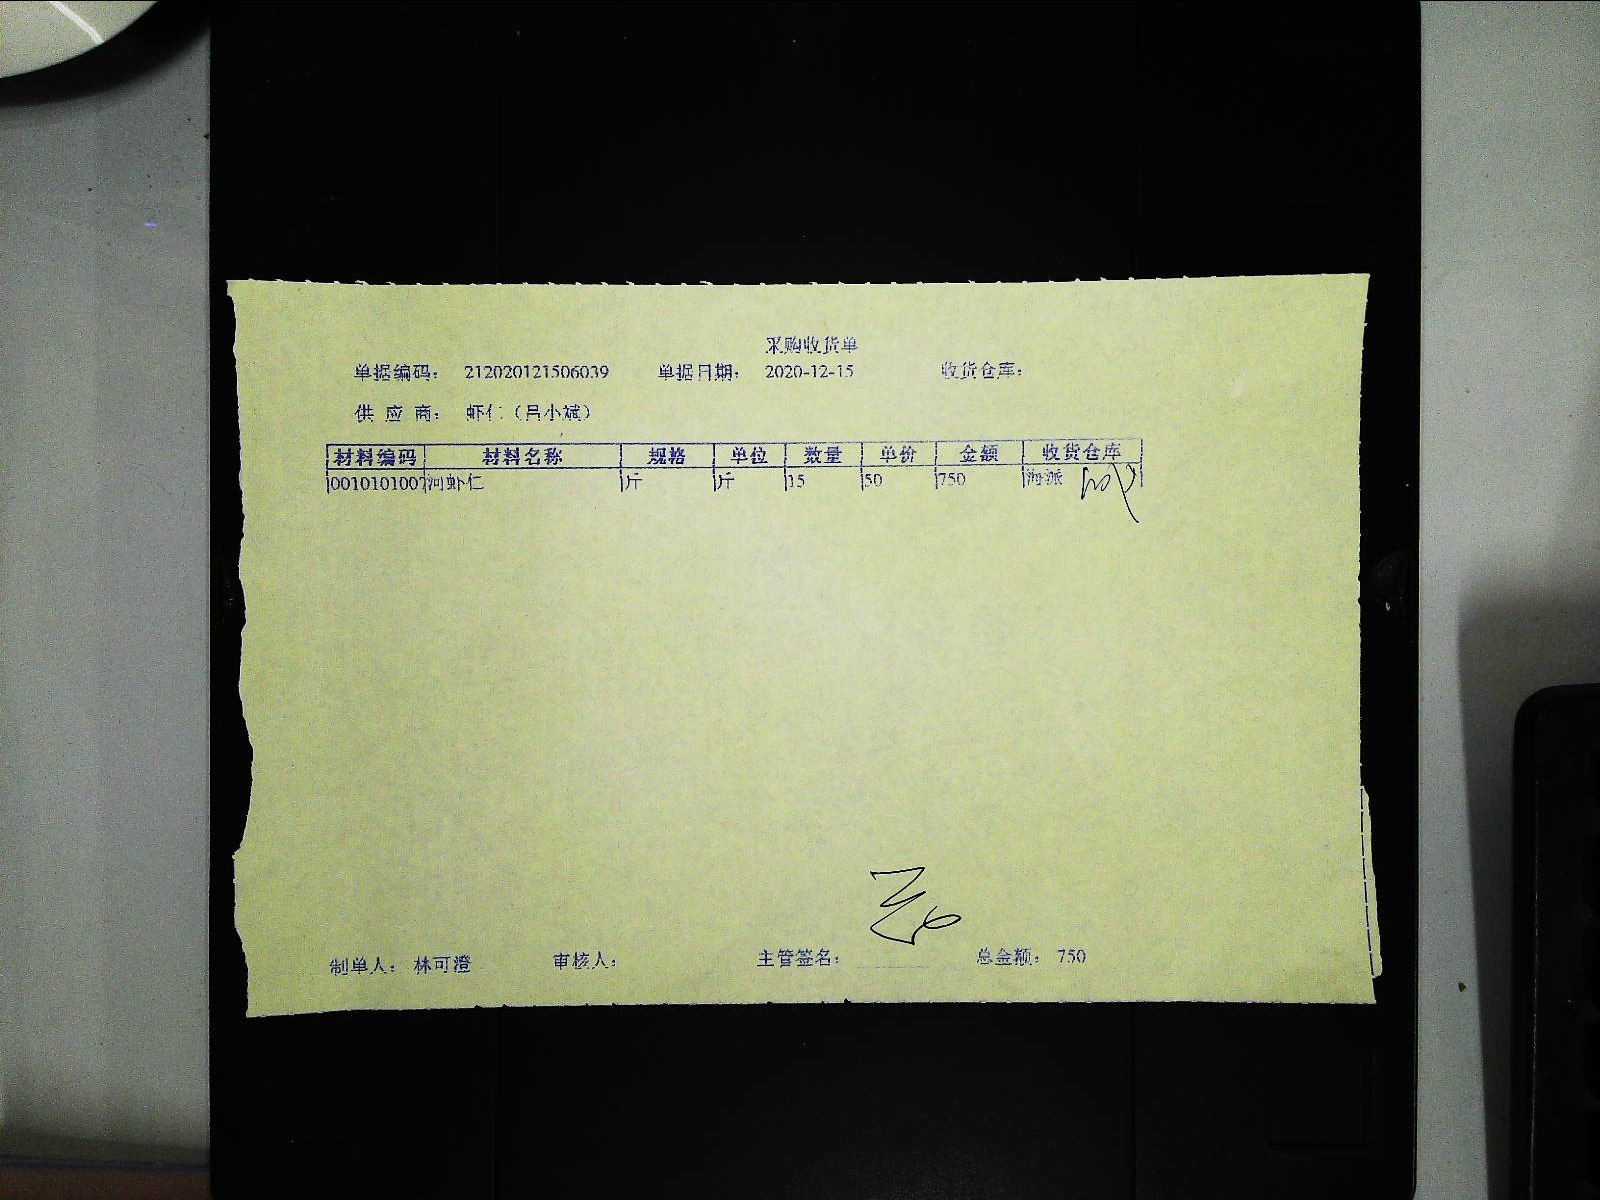 采购收货单
单据编码： 212020121506039 单据日期： 2020-12-15 收货仓库：
供 应 商： 虾仁（吕小斌）
材料编码 材料名称 规格 单位 数量 单价 金额 收货仓库
0010101007 河虾仁 斤 斤 15 50 750 海派
制单人： 林可澄 审核人： 主管签名： 总金额： 750